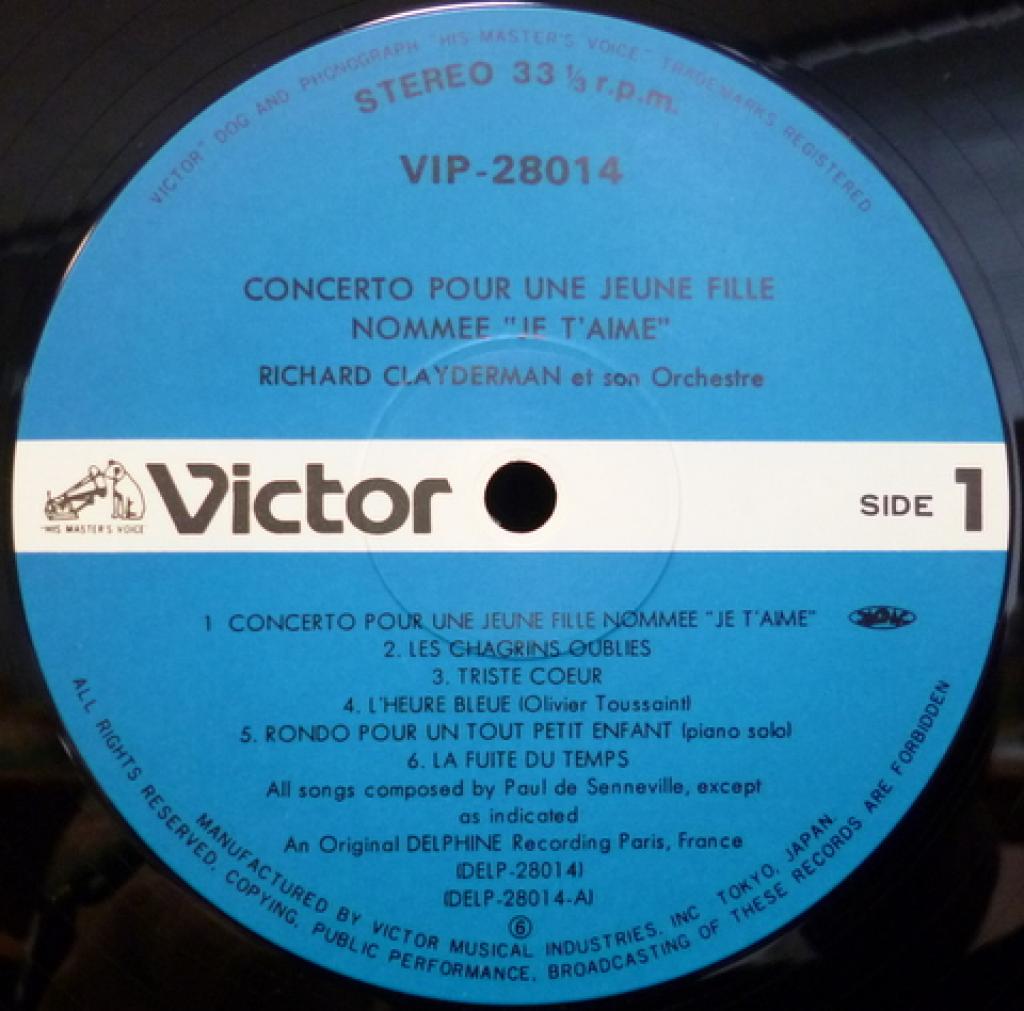 VICTOR" DOG AND PHONOGRAPH "HIS MASTER'S VOICE" TRADEMARKS REGISTERED
STEREO 33 ⅓ r.p.m.
VIP-28014
CONCERTO POUR UNE JEUNE FILLE
NOMMEE "JE T'AIME"
RICHARD CLAYDERMAN et son Orchestre
"HIS MASTER'S VOICE"
Victor
SIDE 1
1 CONCERTO POUR UNE JEUNE FILLE NOMMEE "JE T'AIME"
2. LES CHAGRINS OUBLIES
3. TRISTE COEUR
4. L'HEURE BLEUE (Olivier Toussaint)
5. RONDO POUR UN TOUT PETIT ENFANT (piano solo)
6. LA FUITE DU TEMPS
All songs composed by Paul de Senneville, except
as indicated
An Original DELPHINE Recording Paris, France
(DELP-28014)
(DELP-28014-A)
⑥
MANUFACTURED BY VICTOR MUSICAL INDUSTRIES, INC. TOKYO, JAPAN.
ALL RIGHTS RESERVED. COPYING, PUBLIC PERFORMANCE, BROADCASTING OF THESE RECORDS ARE FORBIDDEN